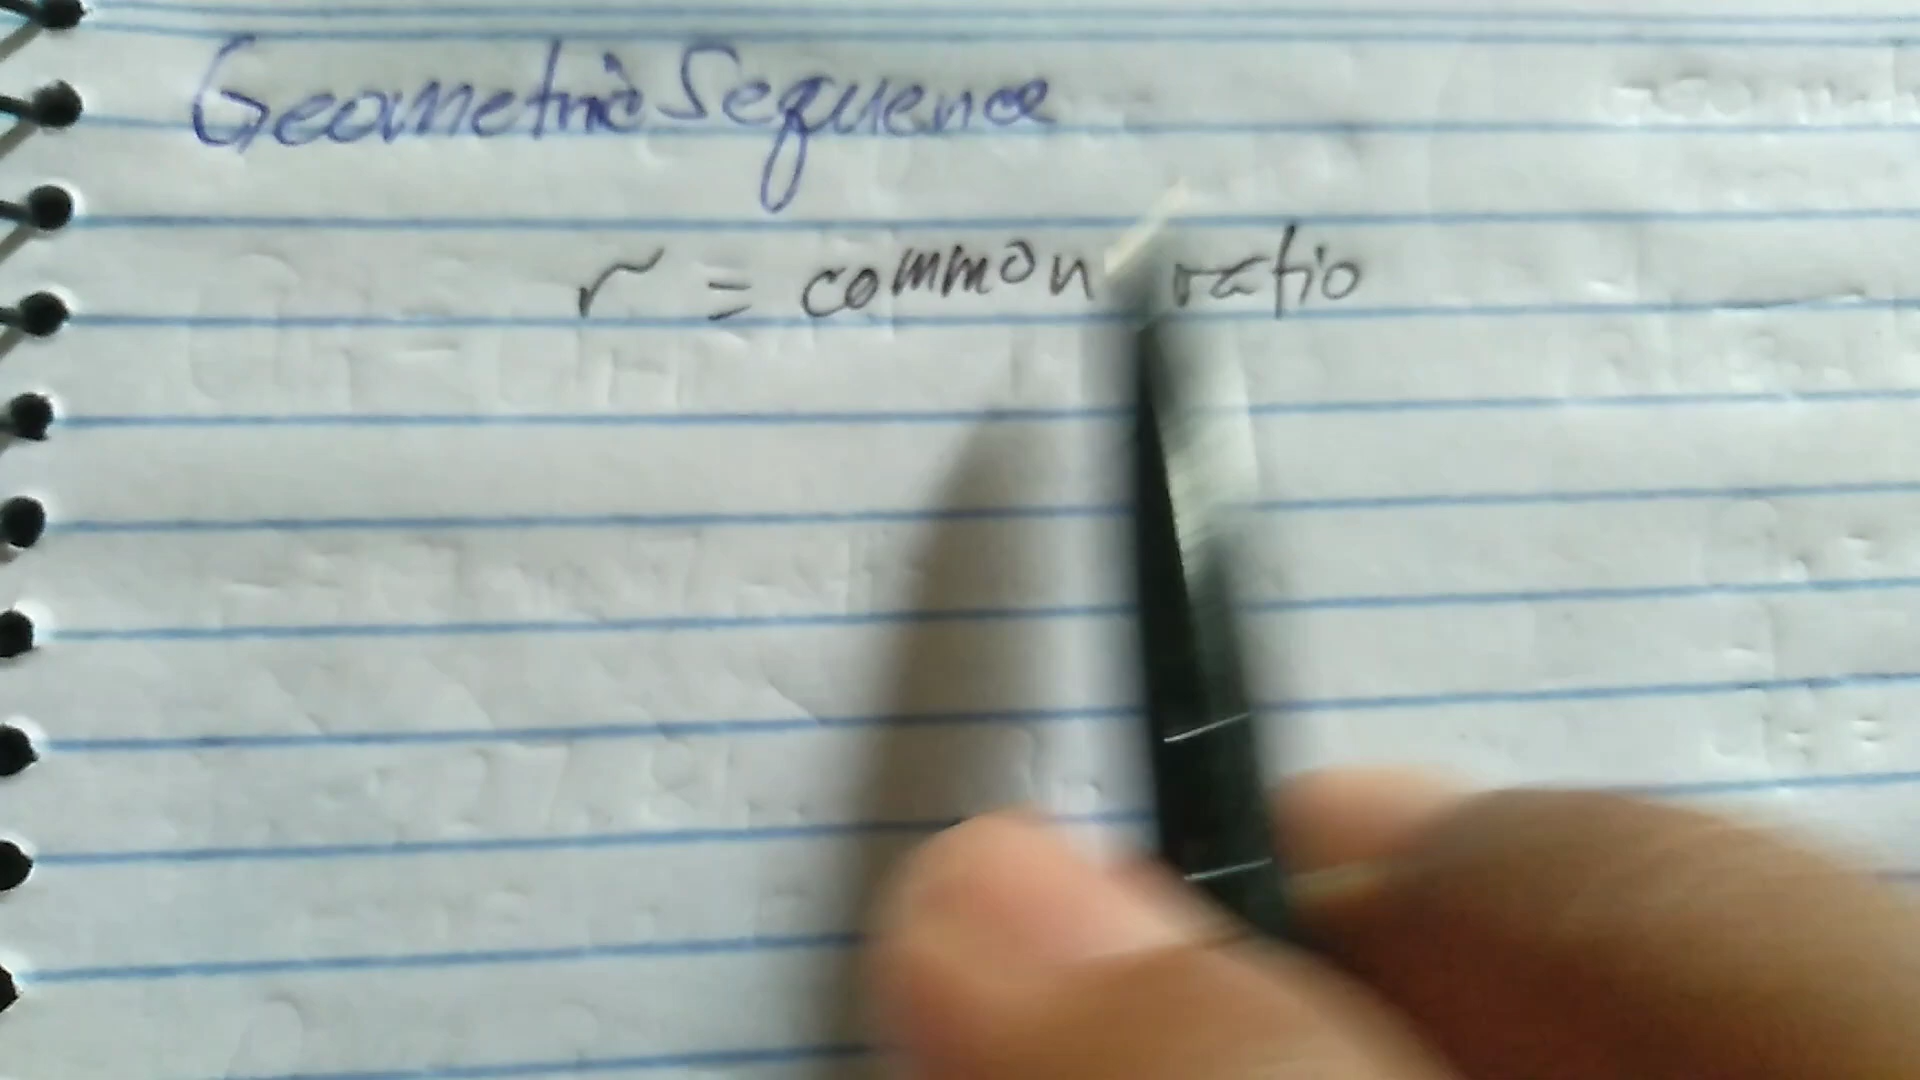 Geometric Sequence
r = common ratio